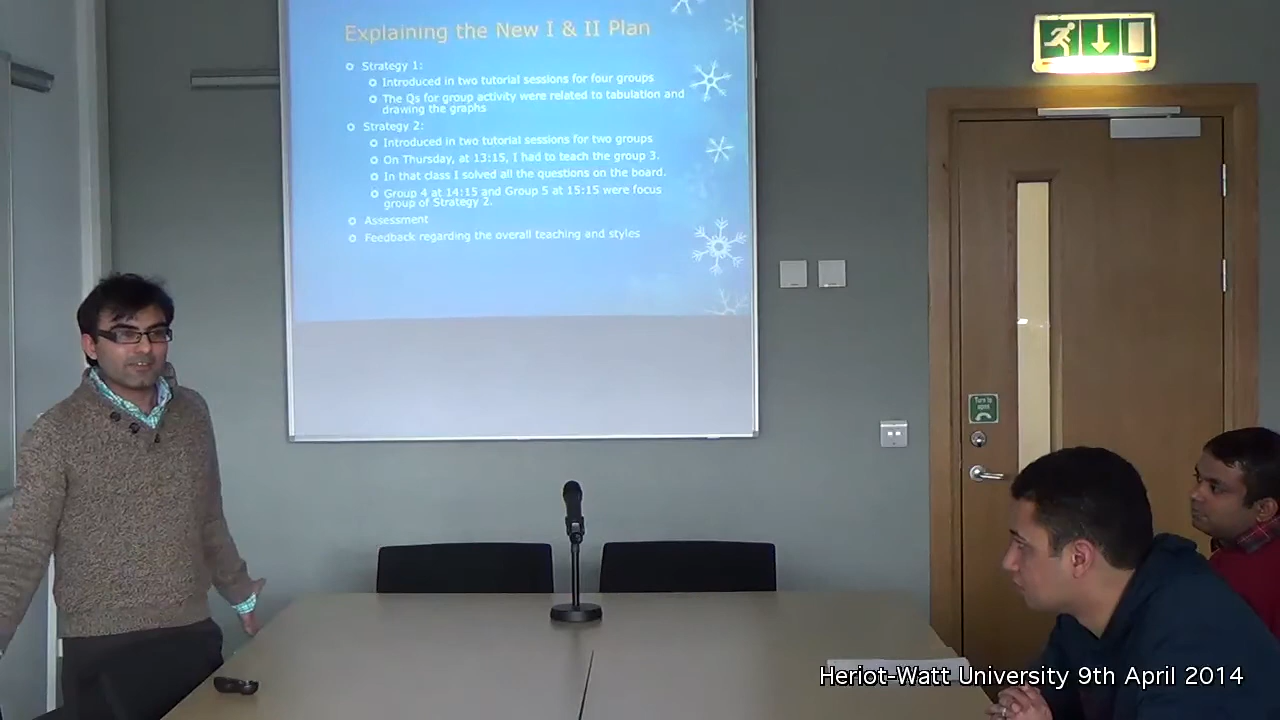 Explaining the New I & II Plan
Strategy 1:
Introduced in two tutorial sessions for four groups
The Qs for group activity were related to tabulation and
drawing the graphs
Strategy 2:
Introduced in two tutorial sessions for two groups
On Thursday, at 13:15, I had to teach the group 3.
In that class I solved all the questions on the board.
Group 4 at 14:15 and Group 5 at 15:15 were focus
group of Strategy 2.
Assessment
Feedback regarding the overall teaching and styles
Turn to
open
Heriot-Watt University 9th April 2014